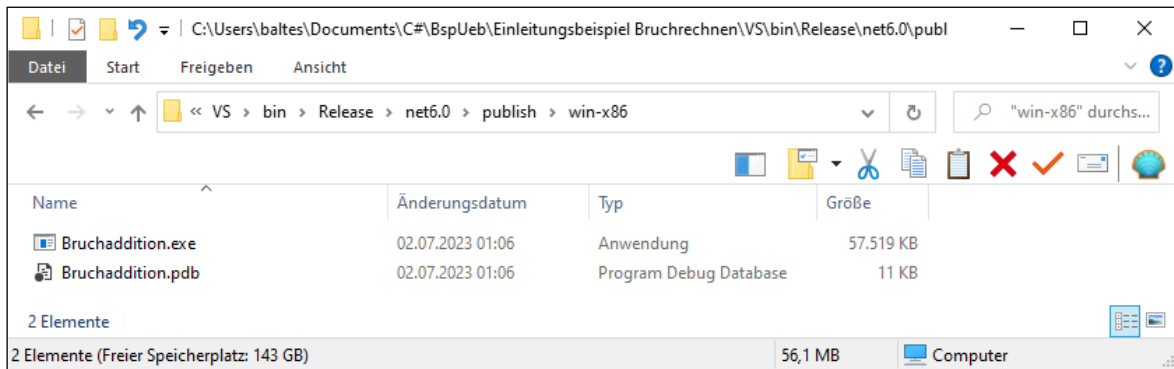 C:\Users\baltes\Documents\C#\BspUeb\Einleitungsbeispiel Bruchrechnen\VS\bin\Release\net6.0\publ
Datei Start Freigeben Ansicht
« VS › bin › Release › net6.0 › publish › win-x86 "win-x86" durchs...
Name Änderungsdatum Typ Größe
Bruchaddition.exe 02.07.2023 01:06 Anwendung 57.519 KB
Bruchaddition.pdb 02.07.2023 01:06 Program Debug Database 11 KB
2 Elemente
2 Elemente (Freier Speicherplatz: 143 GB) 56,1 MB Computer